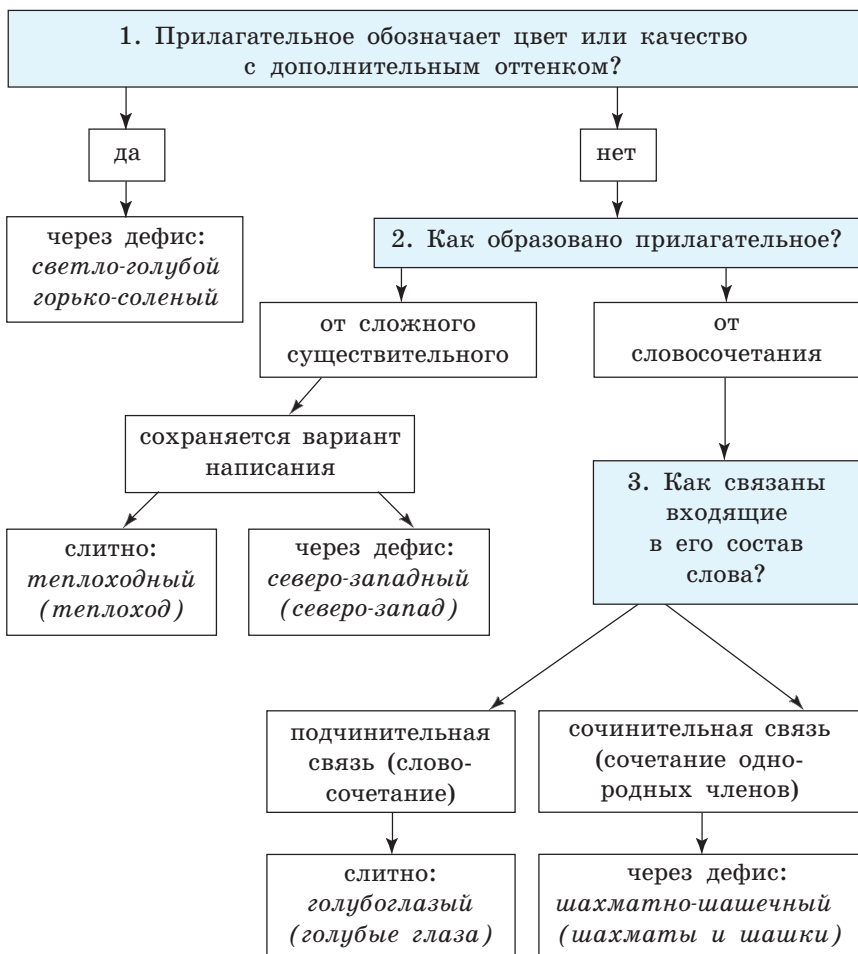 1. Прилагательное обозначает цвет или качество
с дополнительным оттенком?
да
нет
через дефис:
светло-голубой
горько-соленый
2. Как образовано прилагательное?
от сложного
существительного
от
словосочетания
сохраняется вариант
написания
3. Как связаны
входящие
в его состав
слова?
слитно:
теплоходный
(теплоход)
через дефис:
северо-западный
(северо-запад)
подчинительная
связь (слово-
сочетание)
сочинительная связь
(сочетание одно-
родных членов)
слитно:
голубоглазый
(голубые глаза)
через дефис:
шахматно-шашечный
(шахматы и шашки)